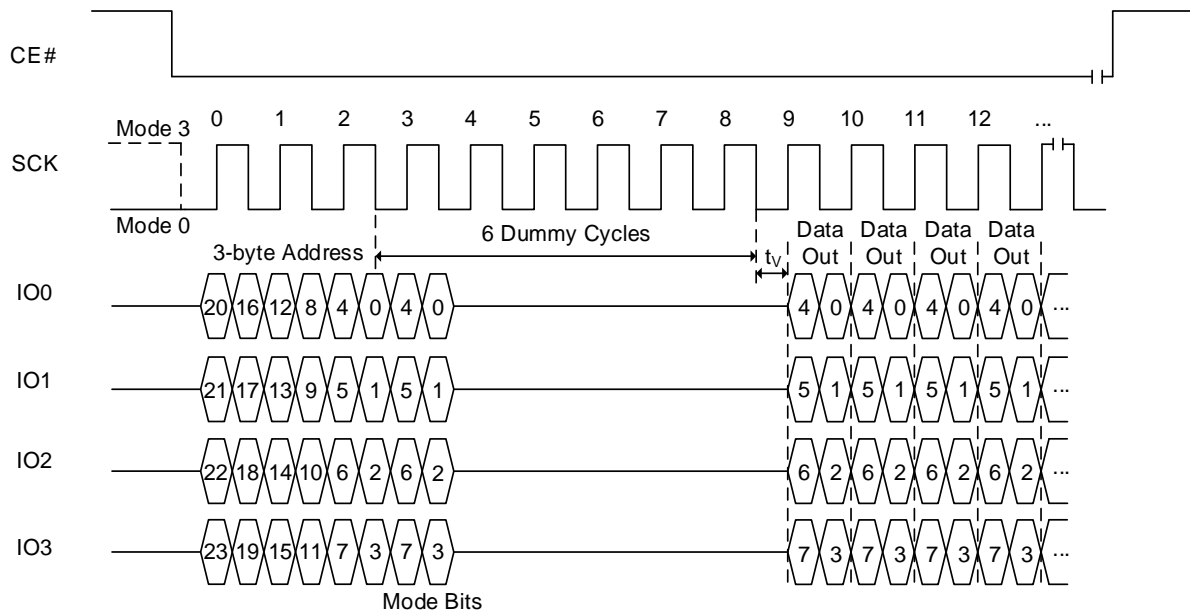 CE#
Mode 3
0 1 2 3 4 5 6 7 8 9 10 11 12 ...
SCK
Mode 0
3-byte Address
6 Dummy Cycles
tV
Data Out
Data Out
Data Out
Data Out
IO0
20 16 12 8 4 0 4 0 4 0 4 0 4 0 4 0 ...
IO1
21 17 13 9 5 1 5 1 5 1 5 1 5 1 5 1 ...
IO2
22 18 14 10 6 2 6 2 6 2 6 2 6 2 6 2 ...
IO3
23 19 15 11 7 3 7 3 7 3 7 3 7 3 7 3 ...
Mode Bits